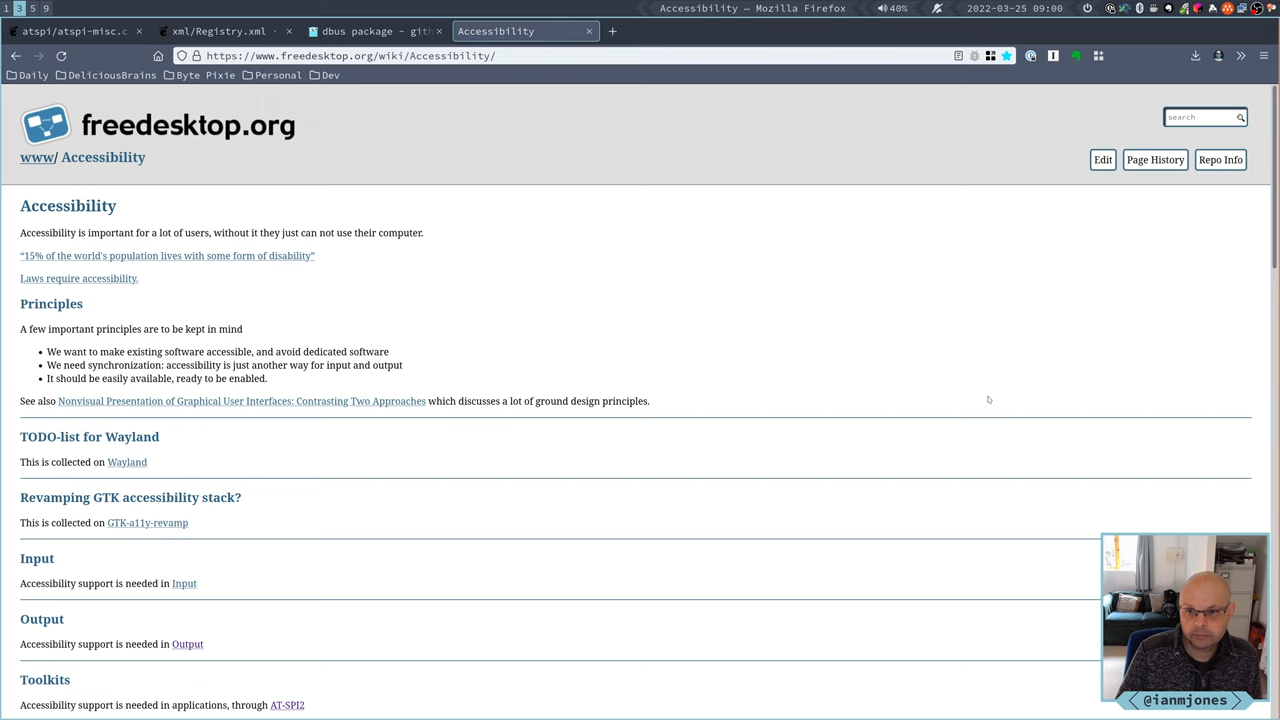 1 3 5 9
Accessibility — Mozilla Firefox
40%
2022-03-25 09:00
atspi/atspi-misc.c
xml/Registry.xml ·
dbus package - gith
Accessibility
https://www.freedesktop.org/wiki/Accessibility/
Daily
DeliciousBrains
Byte Pixie
Personal
Dev
freedesktop.org
search
www/ Accessibility
Edit
Page History
Repo Info
Accessibility
Accessibility is important for a lot of users, without it they just can not use their computer.
“15% of the world's population lives with some form of disability”
Laws require accessibility.
Principles
A few important principles are to be kept in mind
• We want to make existing software accessible, and avoid dedicated software
• We need synchronization: accessibility is just another way for input and output
• It should be easily available, ready to be enabled.
See also Nonvisual Presentation of Graphical User Interfaces: Contrasting Two Approaches which discusses a lot of ground design principles.
TODO-list for Wayland
This is collected on Wayland
Revamping GTK accessibility stack?
This is collected on GTK-a11y-revamp
Input
Accessibility support is needed in Input
Output
Accessibility support is needed in Output
Toolkits
Accessibility support is needed in applications, through AT-SPI2
@ianmjones